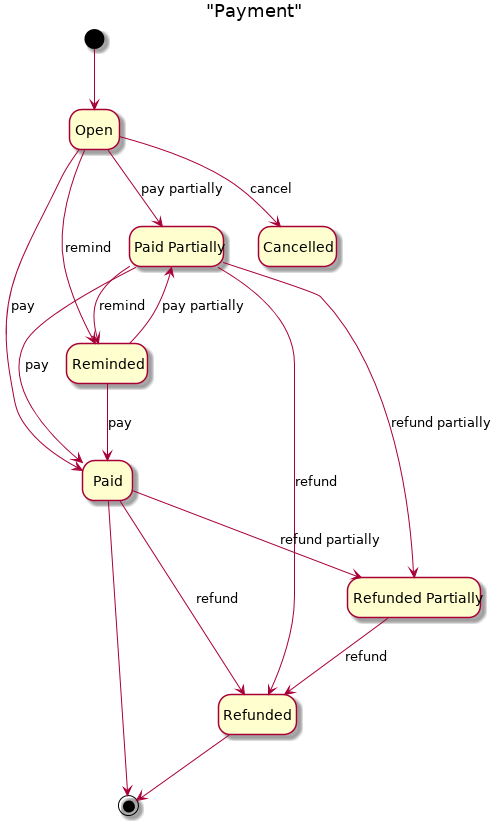 "Payment"
Open
pay partially
cancel
remind
Paid Partially
Cancelled
pay
remind
pay partially
pay
Reminded
pay
refund partially
Paid
refund
refund partially
refund
Refunded Partially
refund
Refunded